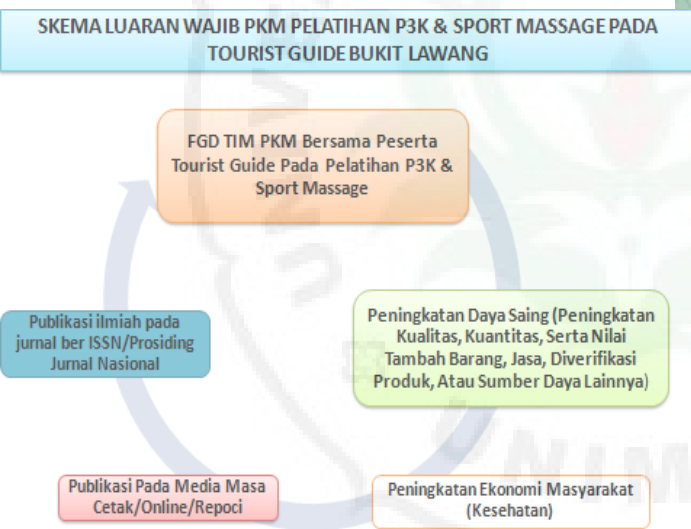 SKEMA LUARAN WAJIB PKM PELATIHAN P3K & SPORT MASSAGE PADA
TOURIST GUIDE BUKIT LAWANG
FGD TIM PKM Bersama Peserta
Tourist Guide Pada Pelatihan P3K &
Sport Massage
Peningkatan Daya Saing (Peningkatan
Kualitas, Kuantitas, Serta Nilai
Tambah Barang, Jasa, Diverifikasi
Produk, Atau Sumber Daya Lainnya)
Peningkatan Ekonomi Masyarakat
(Kesehatan)
Publikasi Pada Media Masa
Cetak/Online/Repoci
Publikasi ilmiah pada
jurnal ber ISSN/Prosiding
Jurnal Nasional
UNIM